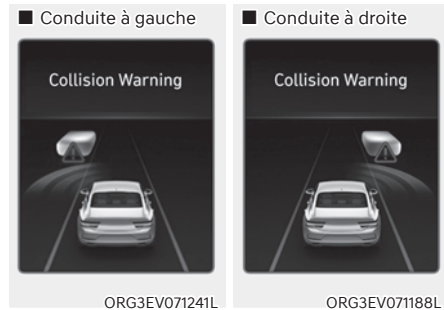 ■ Conduite à gauche
Collision Warning
ORG3EV071241L
■ Conduite à droite
Collision Warning
ORG3EV071188L